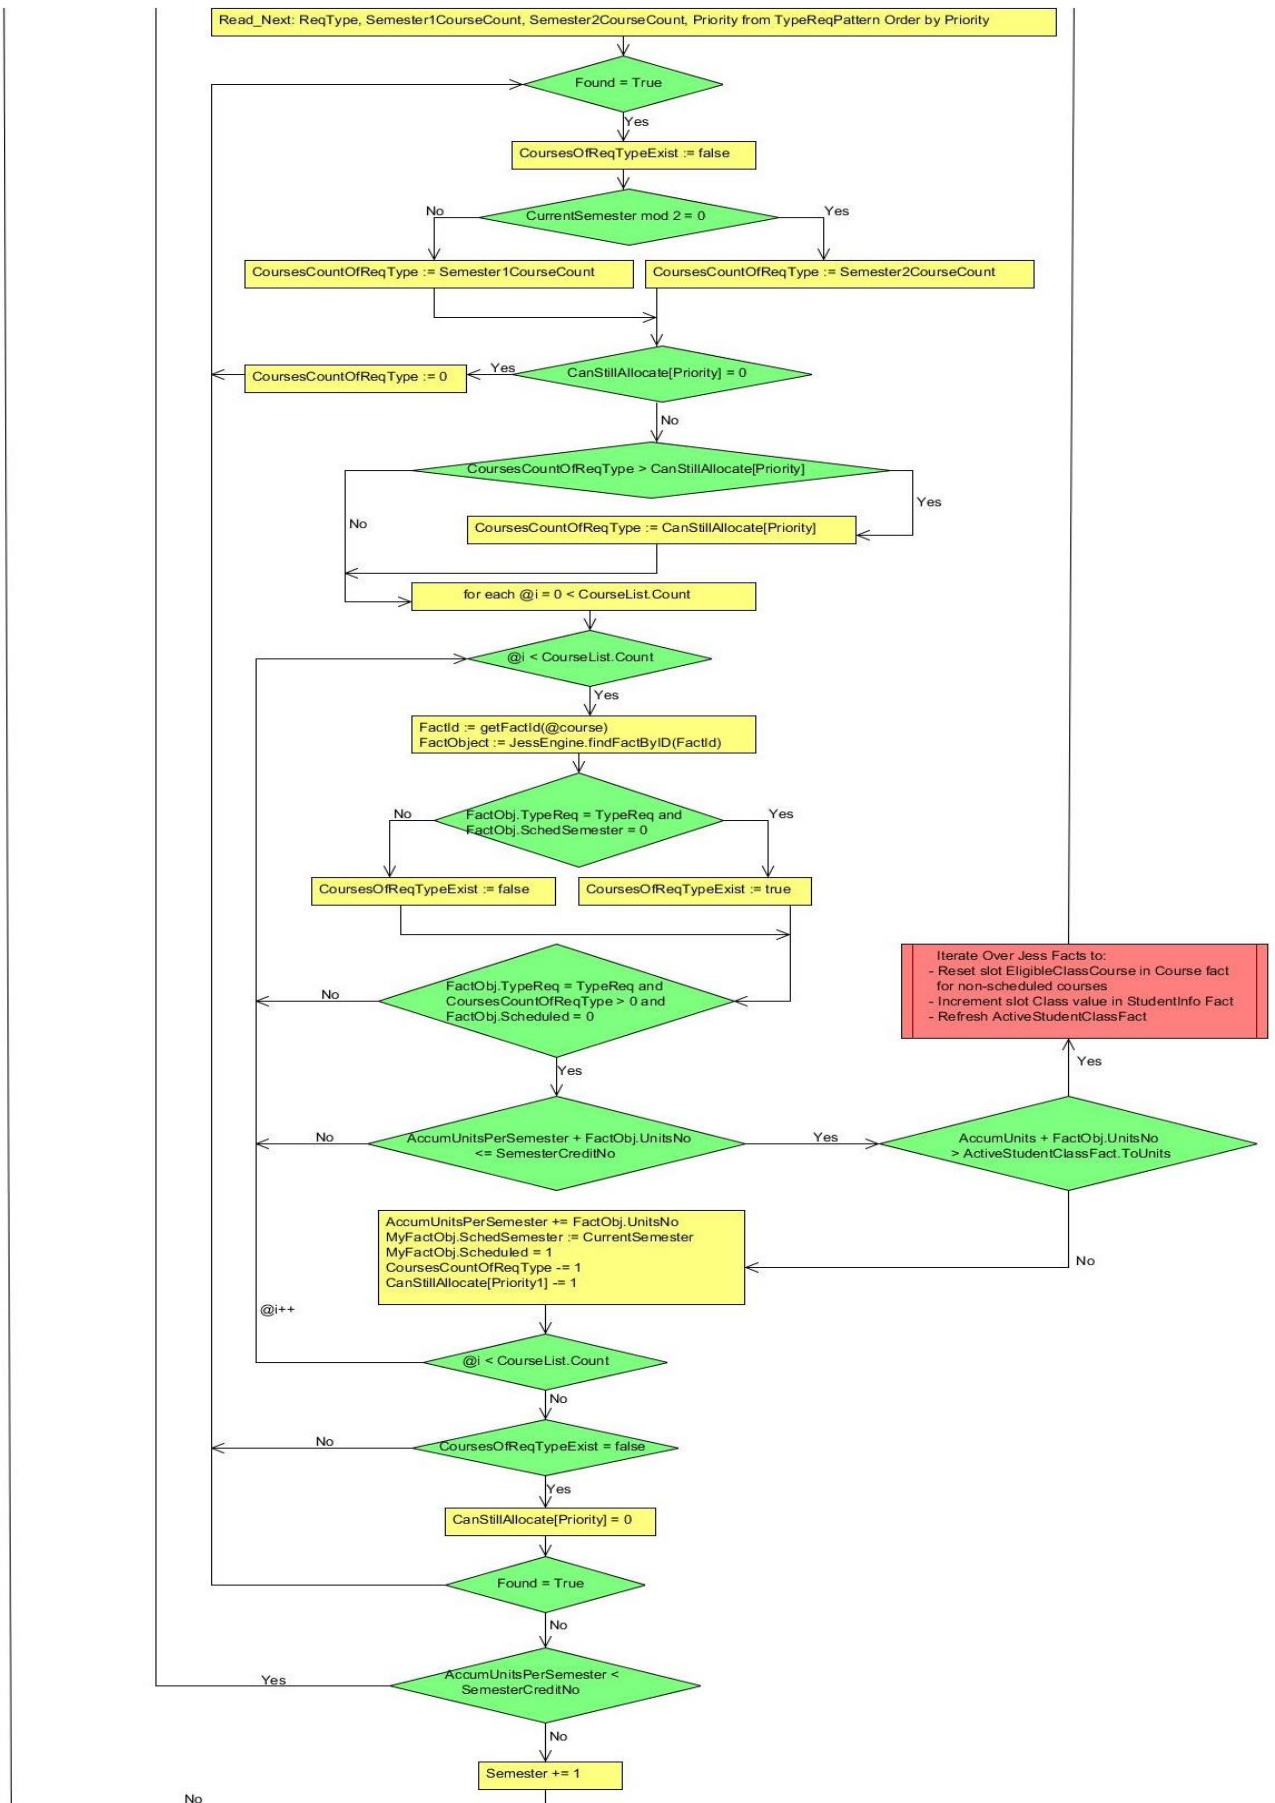 Read_Next: ReqType, Semester1CourseCount, Semester2CourseCount, Priority from TypeReqPattern Order by Priority
Found = True
Yes
CoursesOfReqTypeExist := false
No
CurrentSemester mod 2 = 0
Yes
CoursesCountOfReqType := Semester1CourseCount
CoursesCountOfReqType := Semester2CourseCount
CoursesCountOfReqType := 0
Yes
CanStillAllocate[Priority] = 0
No
CoursesCountOfReqType > CanStillAllocate[Priority]
Yes
No
CoursesCountOfReqType := CanStillAllocate[Priority]
for each @i = 0 < CourseList.Count
@i < CourseList.Count
Yes
FactId := getFactId(@course)
FactObject := JessEngine.findFactByID(FactId)
No
FactObj.TypeReq = TypeReq and
FactObj.SchedSemester = 0
Yes
CoursesOfReqTypeExist := false
CoursesOfReqTypeExist := true
Iterate Over Jess Facts to:
- Reset slot EligibleClassCourse in Course fact
for non-scheduled courses
- Increment slot Class value in StudentInfo Fact
- Refresh ActiveStudentClassFact
No
FactObj.TypeReq = TypeReq and
CoursesCountOfReqType > 0 and
FactObj.Scheduled = 0
Yes
Yes
No
AccumUnitsPerSemester + FactObj.UnitsNo
<= SemesterCreditNo
Yes
AccumUnits + FactObj.UnitsNo
> ActiveStudentClassFact.ToUnits
No
AccumUnitsPerSemester += FactObj.UnitsNo
MyFactObj.SchedSemester := CurrentSemester
MyFactObj.Scheduled = 1
CoursesCountOfReqType -= 1
CanStillAllocate[Priority1] -= 1
@i++
@i < CourseList.Count
No
No
CoursesOfReqTypeExist = false
Yes
CanStillAllocate[Priority] = 0
Found = True
No
Yes
AccumUnitsPerSemester <
SemesterCreditNo
No
Semester += 1
No